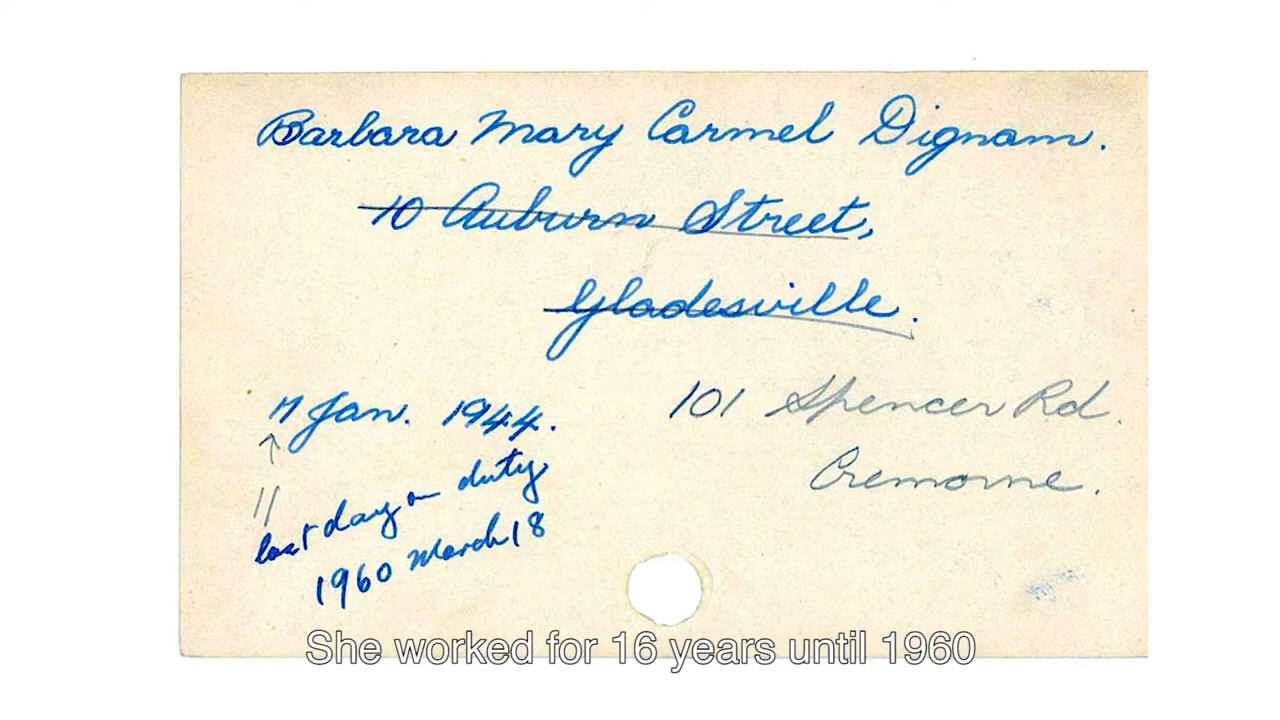 Barbara Mary Carmel Dignam.
10 Auburn Street,
Gladesville.
101 Spencer Rd.
Cremorne.
11 Jan. 1944.
11
last day on duty
1960 March 18
She worked for 16 years until 1960